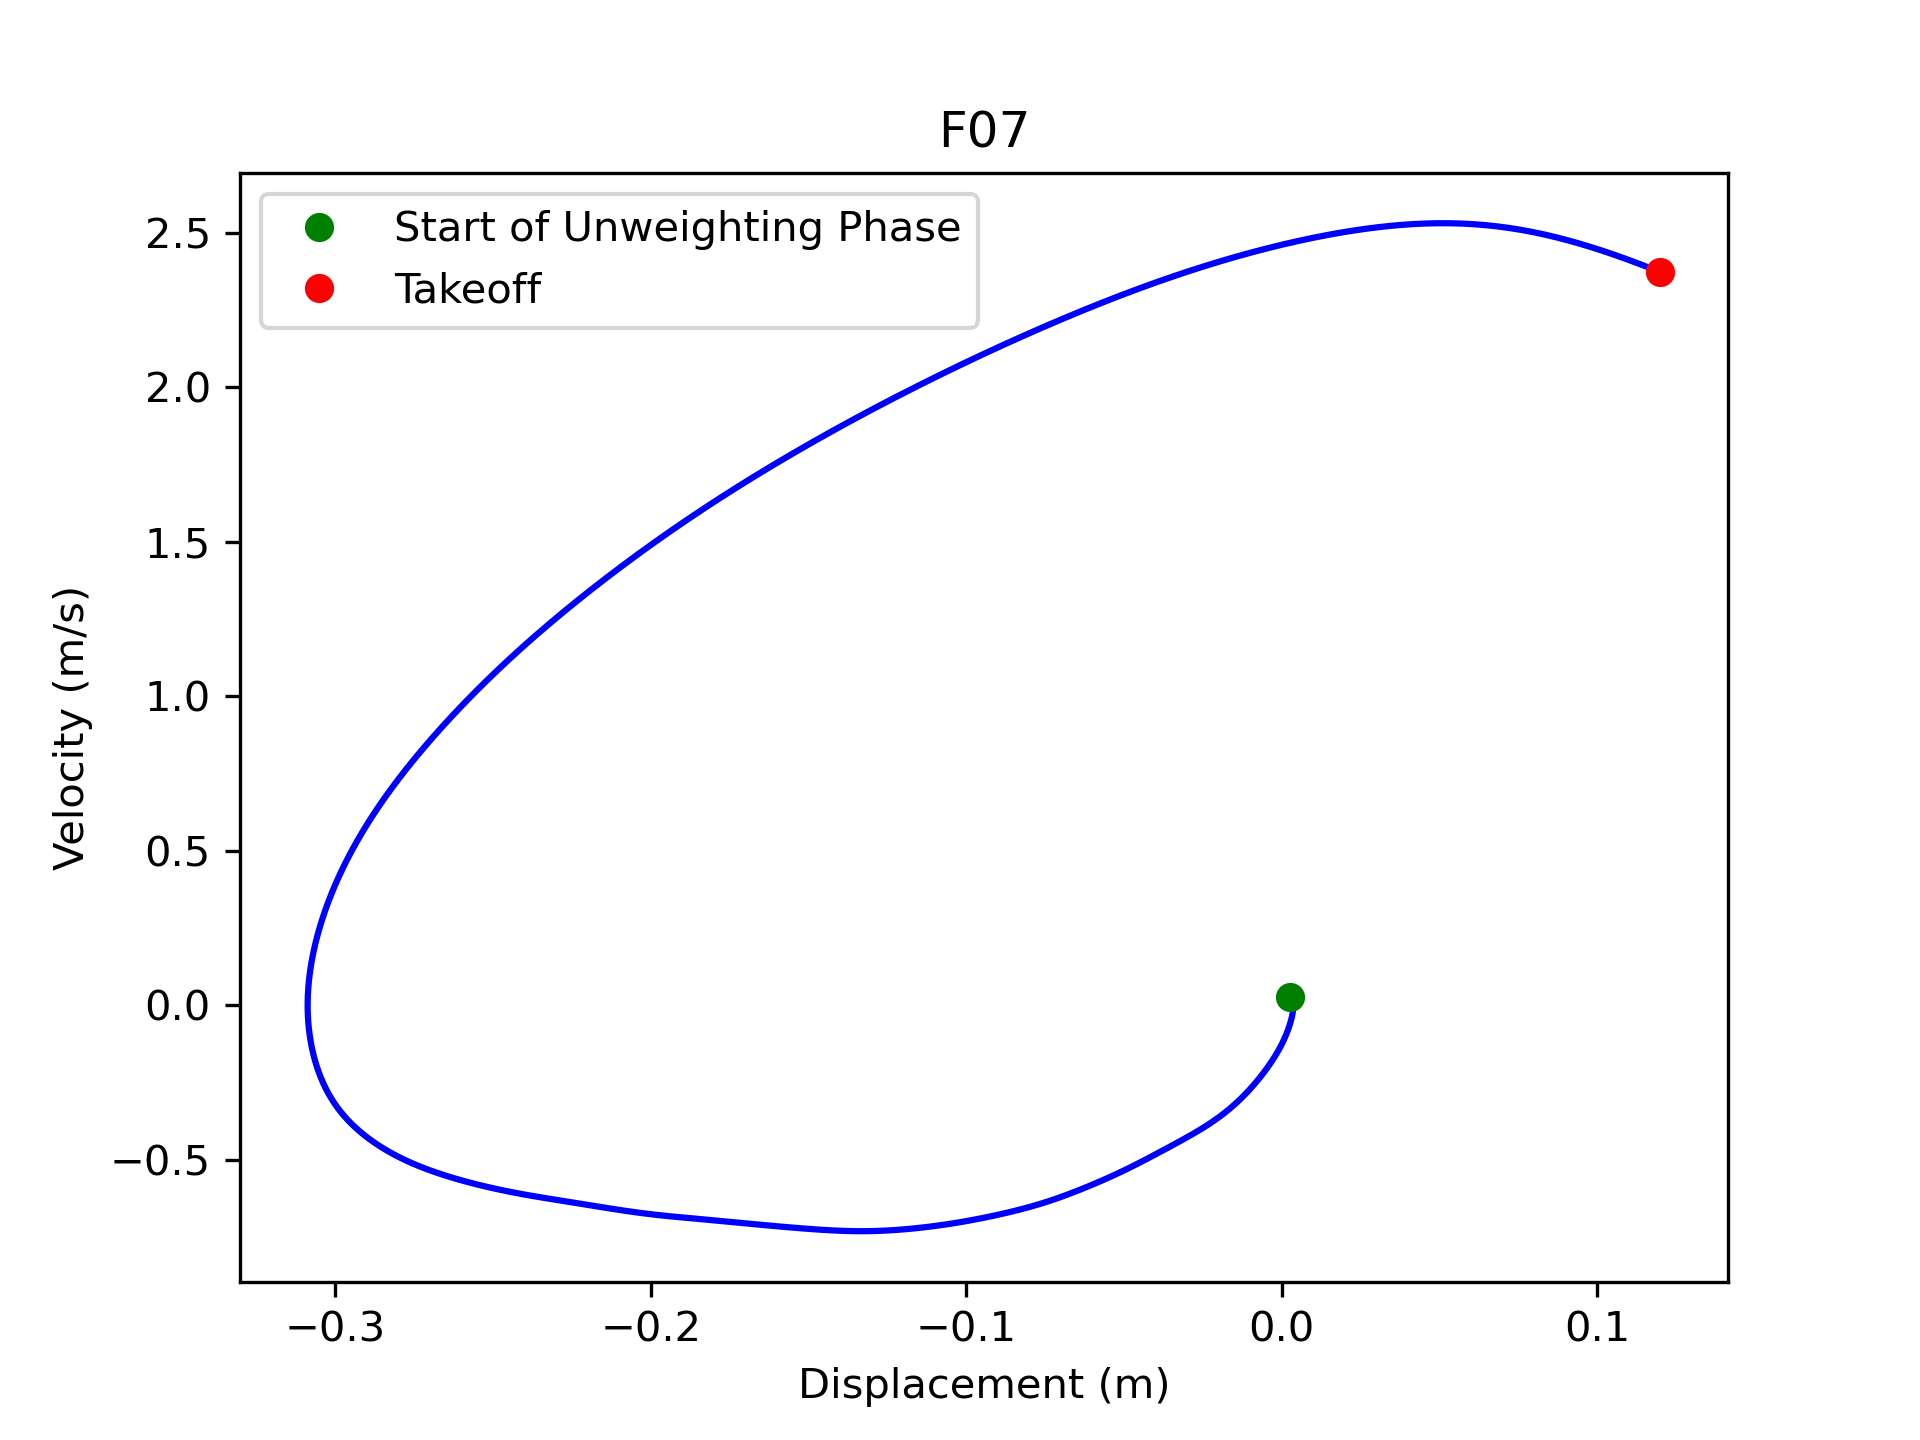 F07
Start of Unweighting Phase
Takeoff
2.5
2.0
1.5
1.0
0.5
0.0
−0.5
Velocity (m/s)
−0.3 −0.2 −0.1 0.0 0.1
Displacement (m)